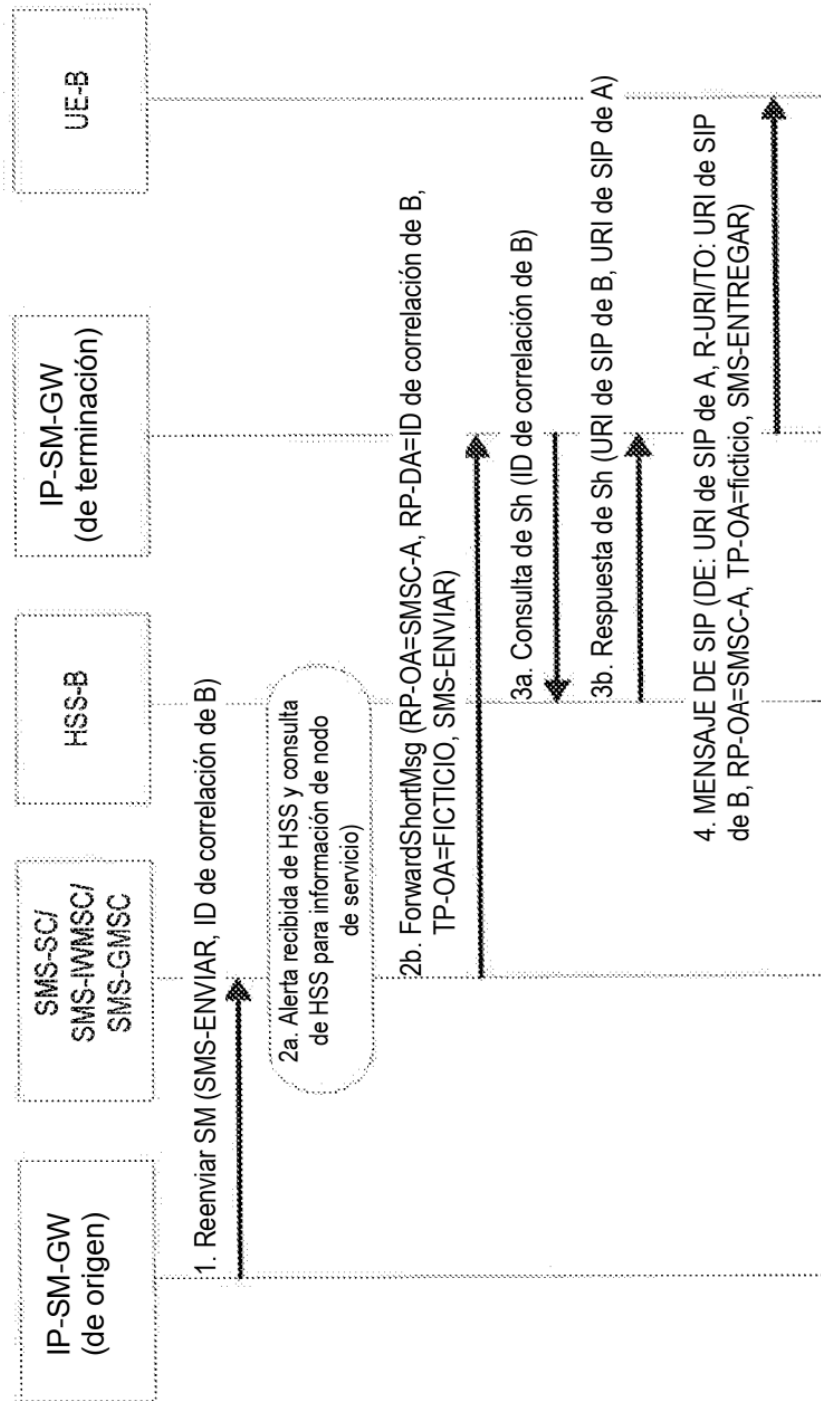 IP-SM-GW
(de origen)
SMS-SC/
SMS-IWMSC/
SMS-GMSC
HSS-B
IP-SM-GW
(de terminación)
UE-B
1. Reenviar SM (SMS-ENVIAR, ID de correlación de B)
2a. Alerta recibida de HSS y consulta
de HSS para información de nodo
de servicio)
2b. ForwardShortMsg (RP-OA=SMSC-A, RP-DA=ID de correlación de B,
TP-OA=FICTICIO, SMS-ENVIAR)
3a. Consulta de Sh (ID de correlación de B)
3b. Respuesta de Sh (URI de SIP de B, URI de SIP de A)
4. MENSAJE DE SIP (DE: URI de SIP de A, R-URI/TO: URI de SIP
de B, RP-OA=SMSC-A, TP-OA=ficticio, SMS-ENTREGAR)